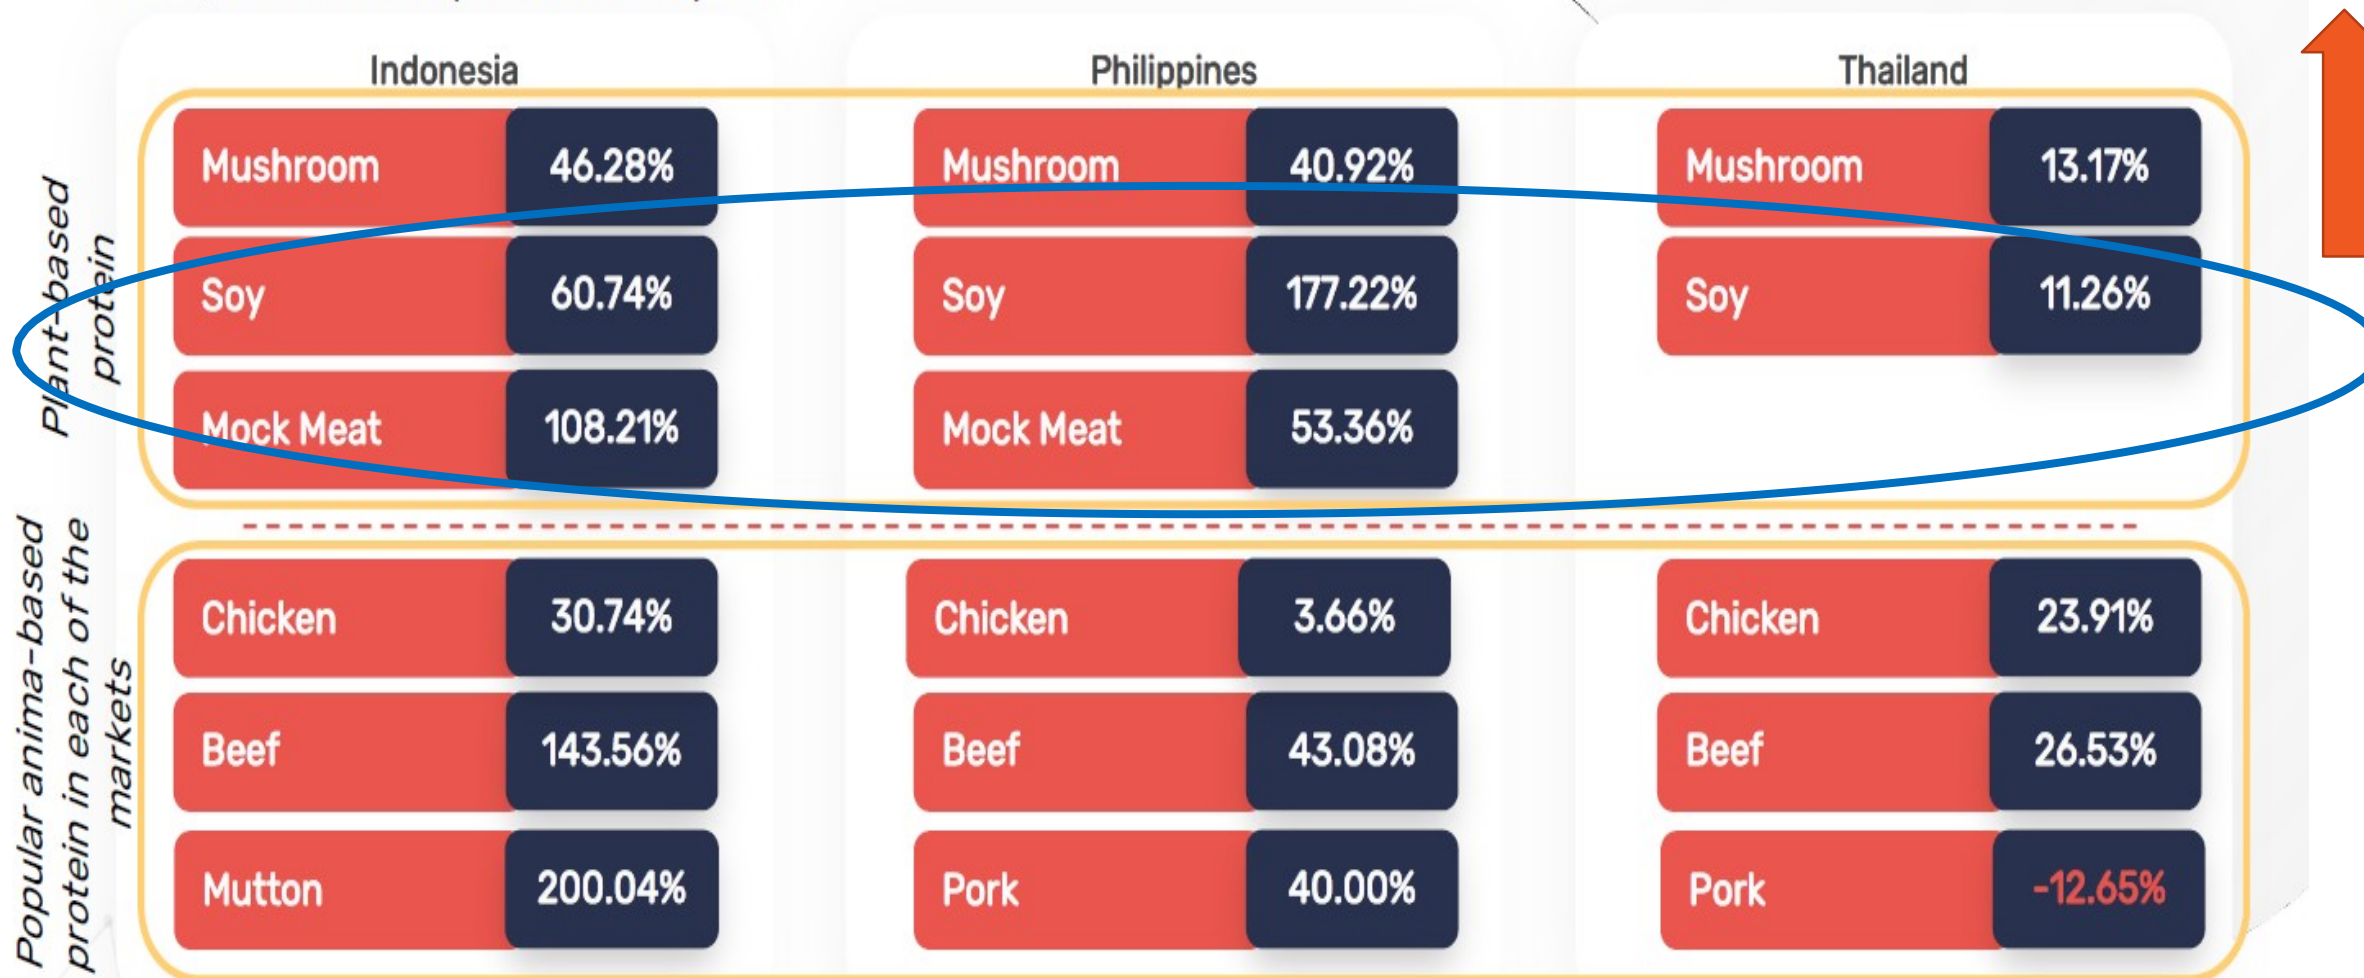 Indonesia
Philippines
Thailand
Plant-based
protein
Mushroom 46.28%
Mushroom 40.92%
Mushroom 13.17%
Soy 60.74%
Soy 177.22%
Soy 11.26%
Mock Meat 108.21%
Mock Meat 53.36%
Popular anima-based
protein in each of the
markets
Chicken 30.74%
Chicken 3.66%
Chicken 23.91%
Beef 143.56%
Beef 43.08%
Beef 26.53%
Mutton 200.04%
Pork 40.00%
Pork -12.65%